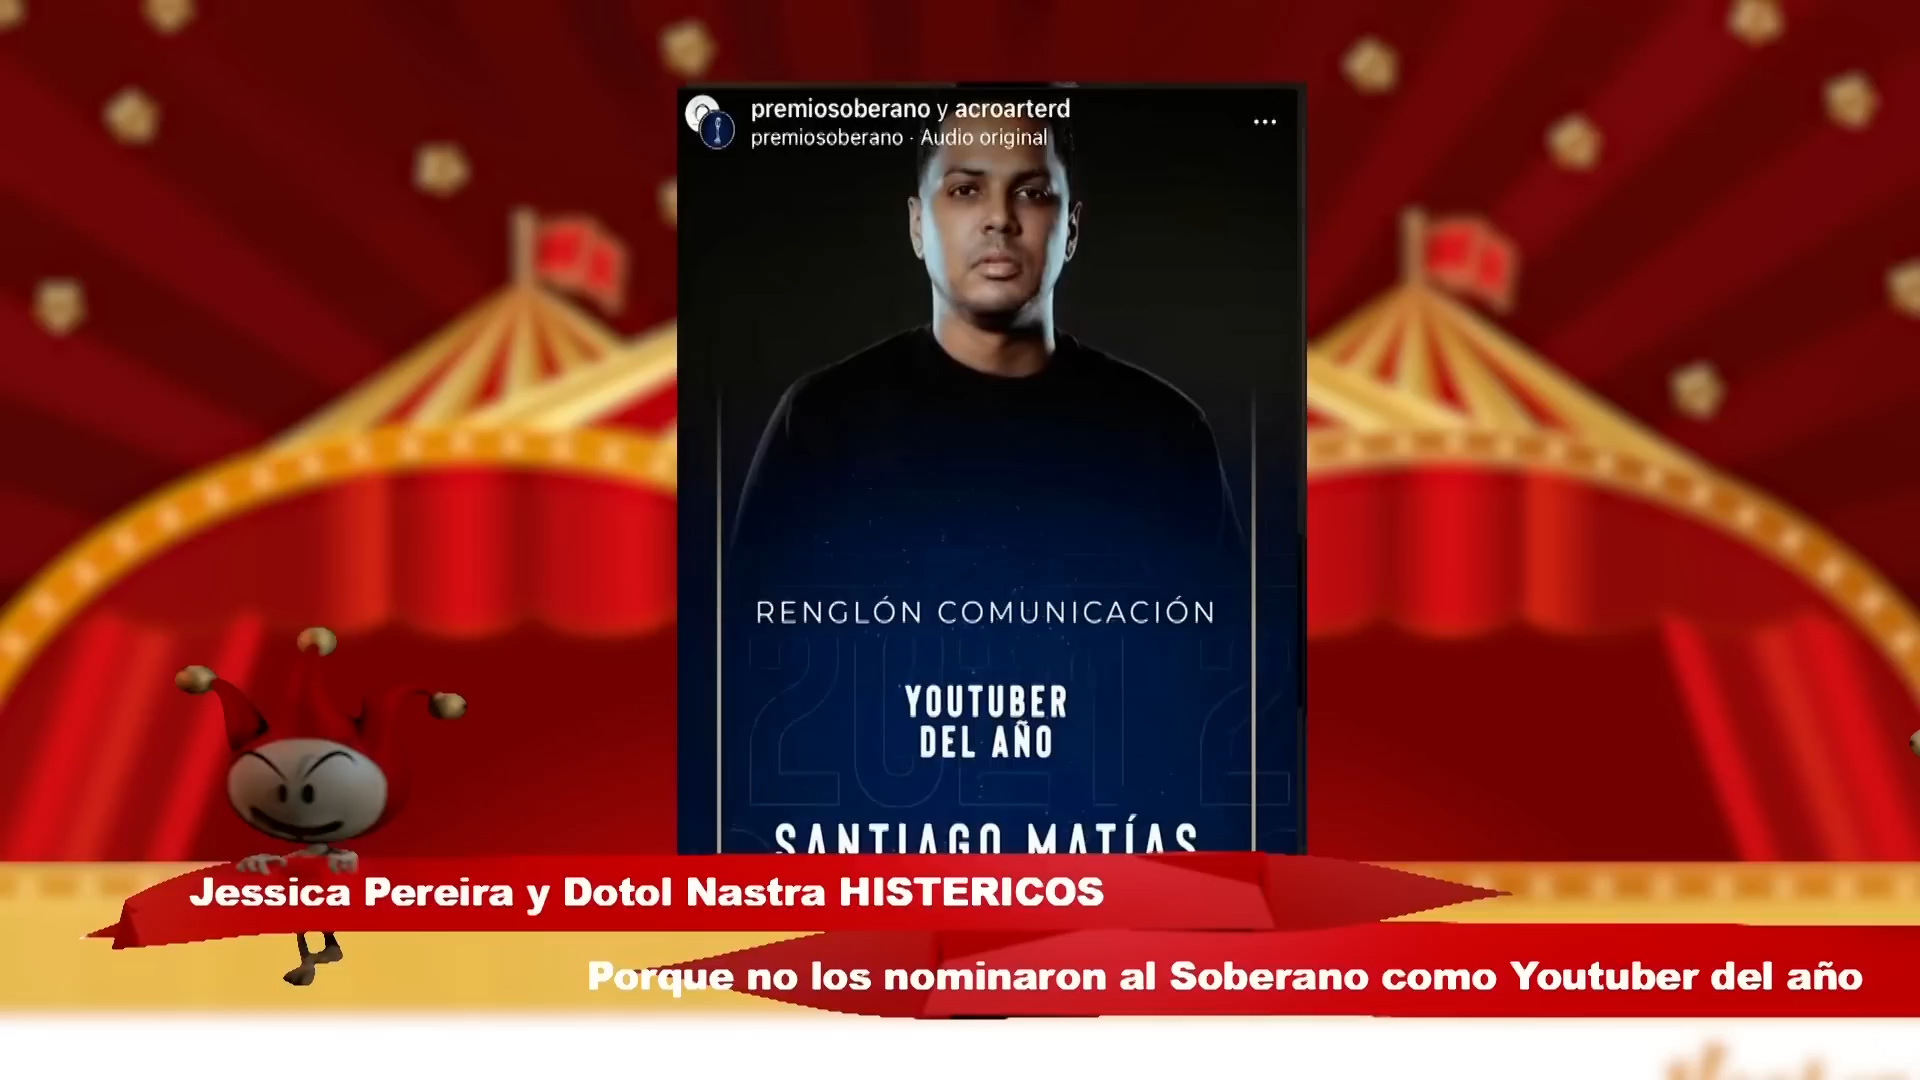 premiosoberano y acroarterd
premiosoberano · Audio original
RENGLÓN COMUNICACIÓN
YOUTUBER
DEL AÑO
SANTIAGO MATÍAS
Jessica Pereira y Dotol Nastra HISTERICOS
Porque no los nominaron al Soberano como Youtuber del año